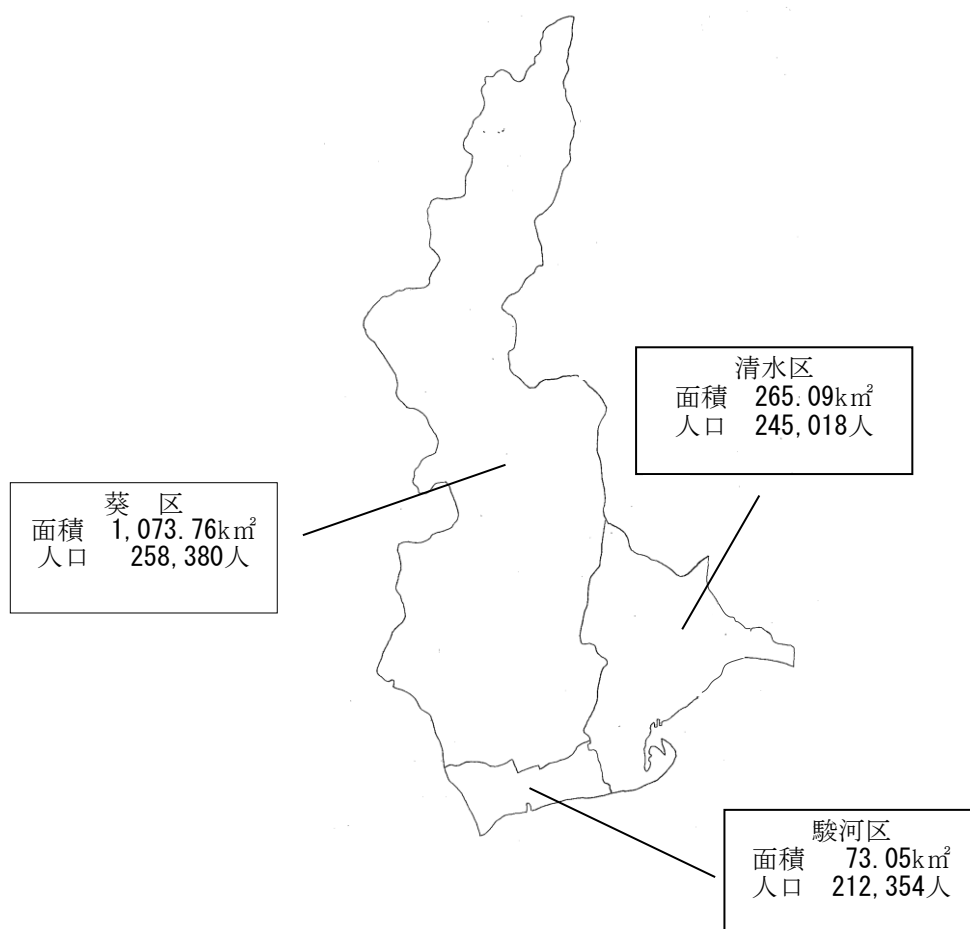 清水区
面積 265.09k㎡
人口 245,018人
葵 区
面積 1,073.76k㎡
人口 258,380人
駿河区
面積 73.05k㎡
人口 212,354人